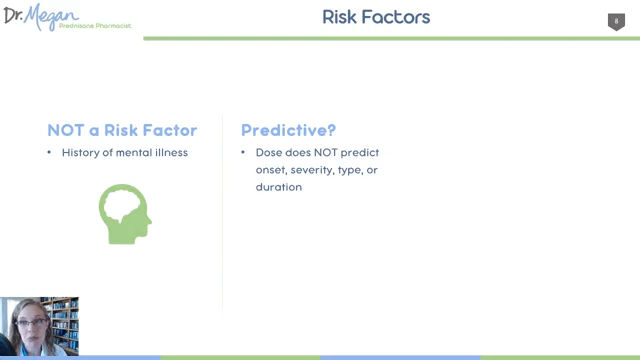 Dr. Megan
Prednisone Pharmacist
Risk Factors
8
NOT a Risk Factor
• History of mental illness
Predictive?
• Dose does NOT predict
onset, severity, type, or
duration